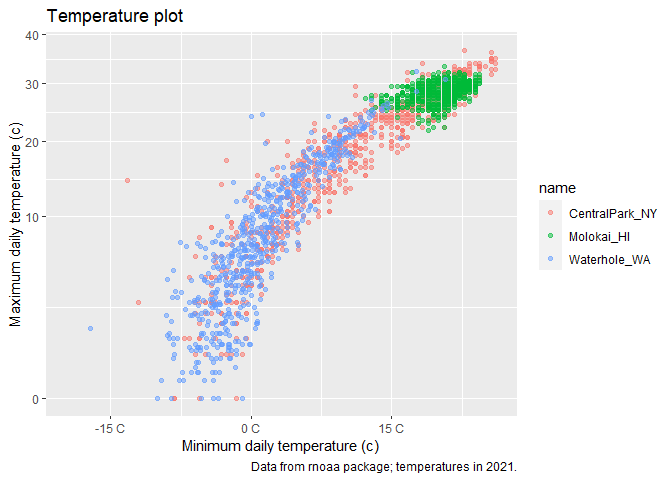 Temperature plot
Maximum daily temperature (c)
40
30
20
10
0
-15 C
0 C
15 C
Minimum daily temperature (c)
Data from rnoaa package; temperatures in 2021.
name
CentralPark_NY
Molokai_HI
Waterhole_WA